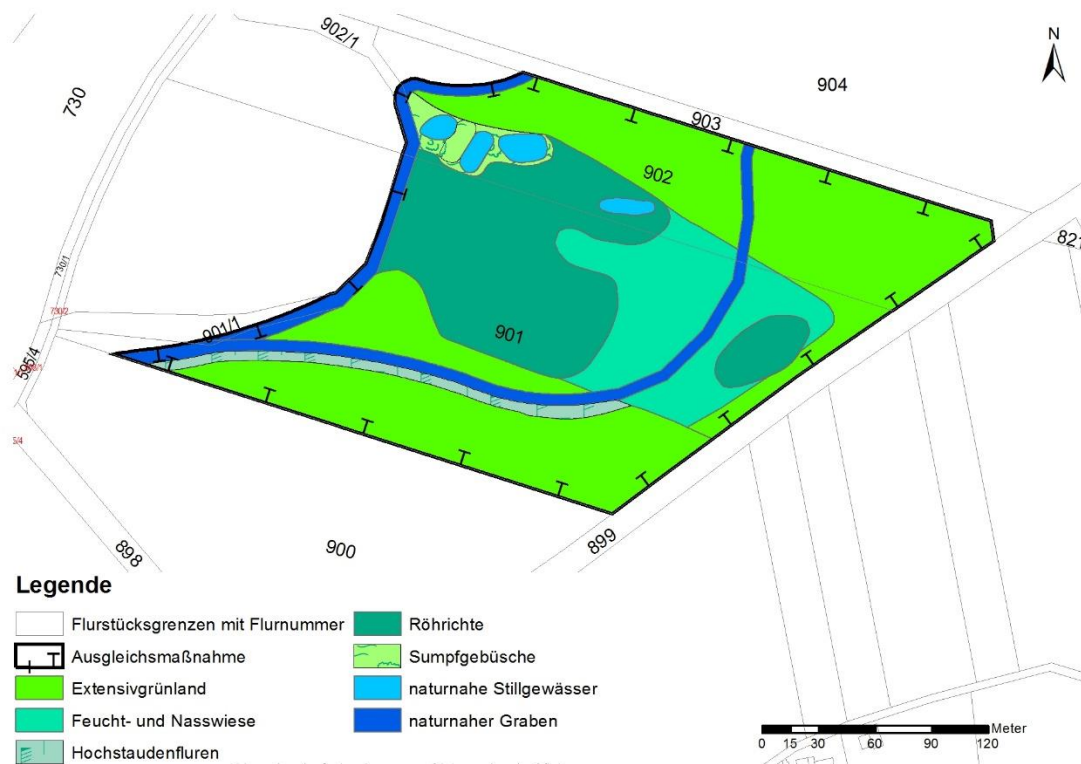 902/1
N
730
904
903
902
821
730/1
730/2
901/1
901
595/4
898
900
899
Legende
Flurstücksgrenzen mit Flurnummer
Röhrichte
Ausgleichsmaßnahme
Sumpfgebüsche
Extensivgrünland
naturnahe Stillgewässer
Feucht- und Nasswiese
naturnaher Graben
Hochstaudenfluren
Meter
0 15 30 60 90 120